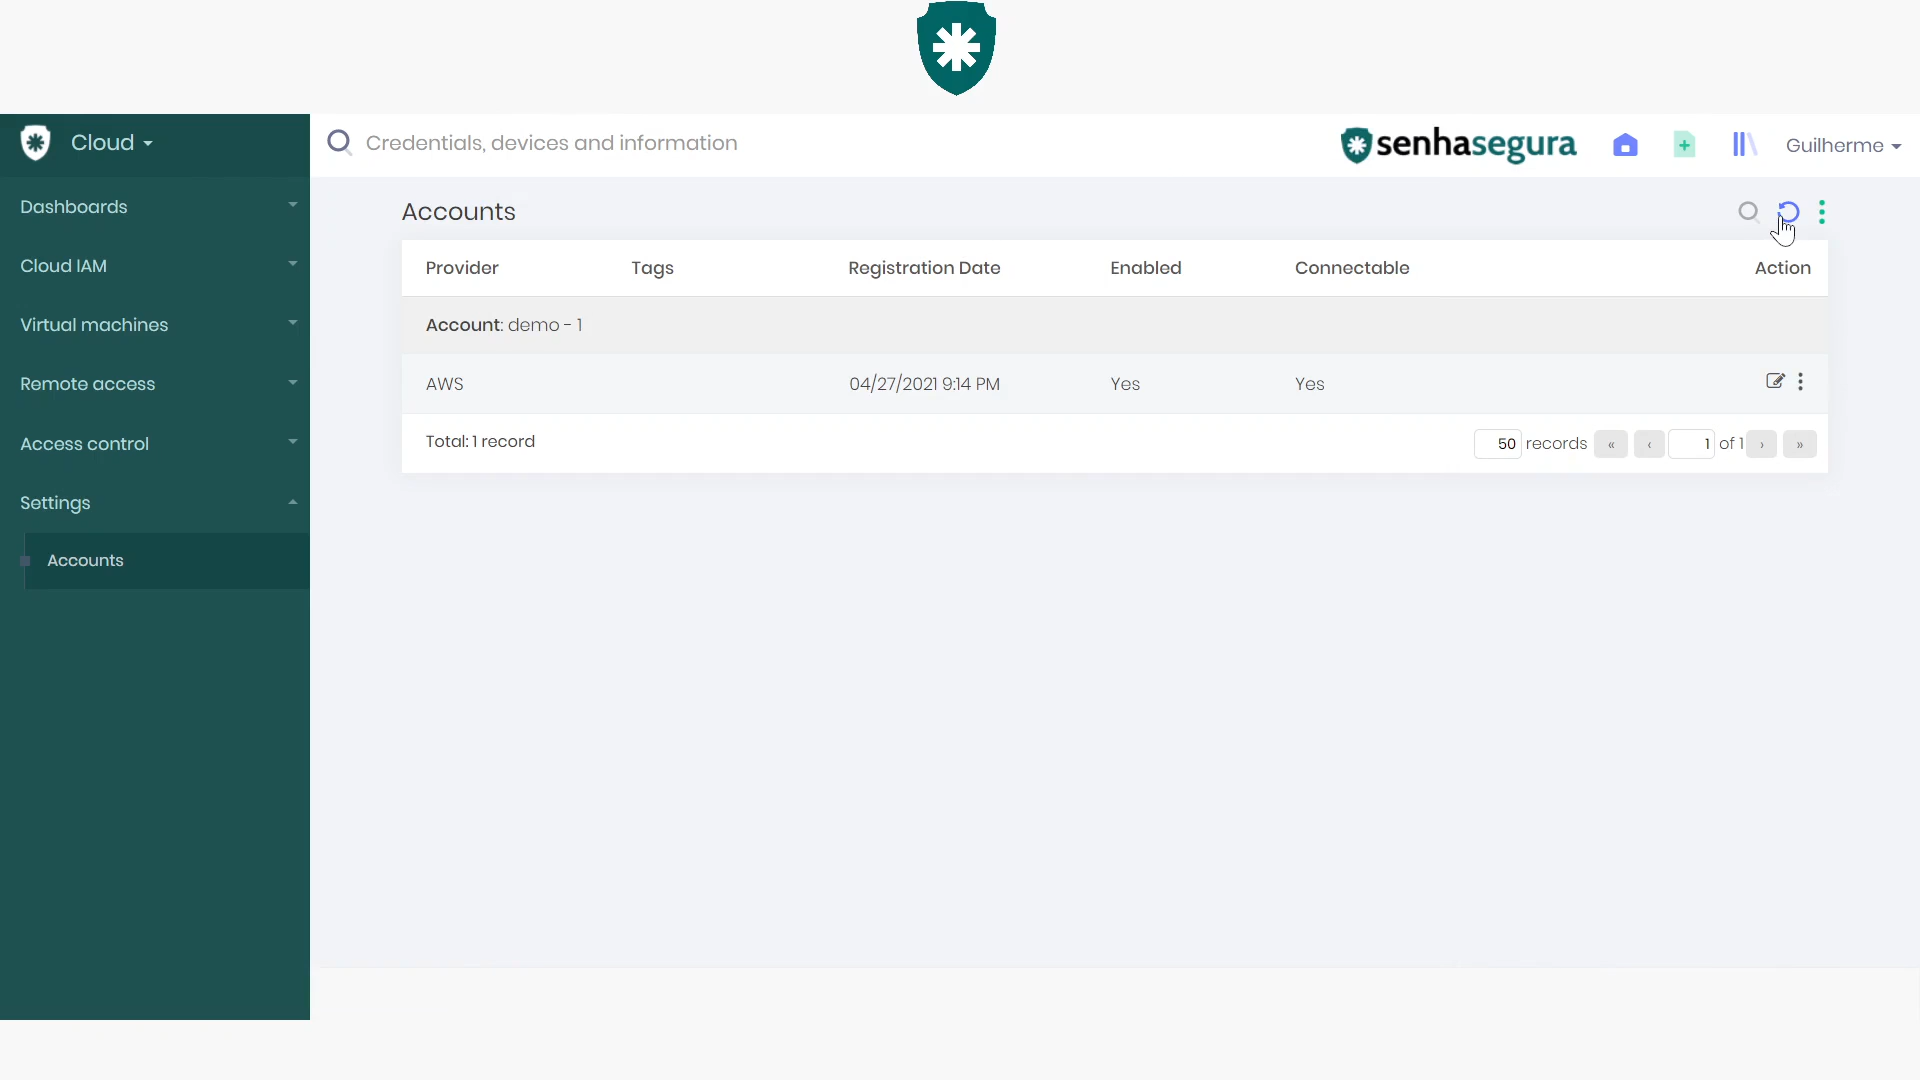 Cloud
Credentials, devices and information
senhasegura
Guilherme
Dashboards
Cloud IAM
Virtual machines
Remote access
Access control
Settings
Accounts
Accounts
Provider Tags Registration Date Enabled Connectable Action
Account: demo - 1
AWS 04/27/2021 9:14 PM Yes Yes
Total: 1 record
50 records « ‹ 1 of 1 › »